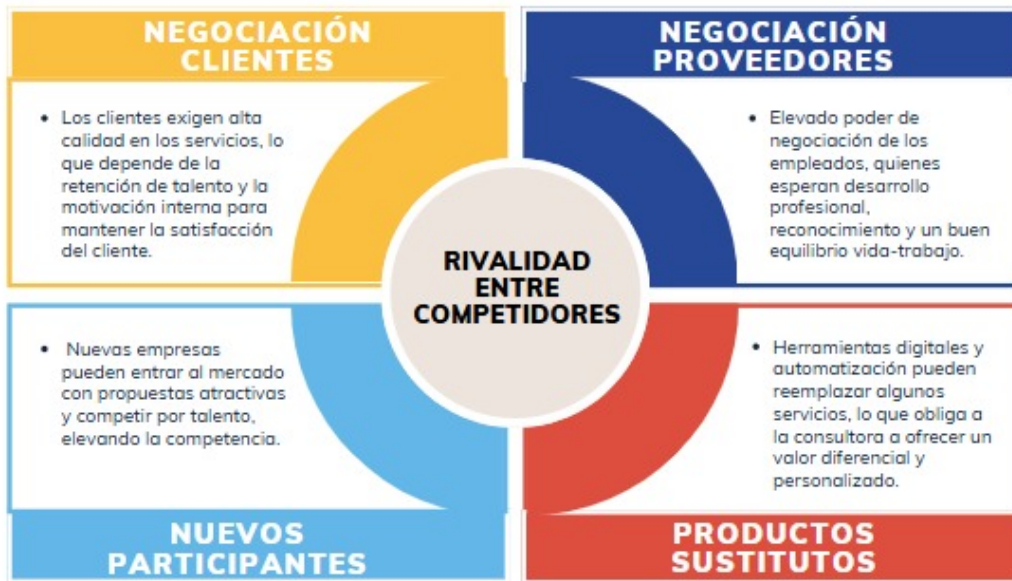 NEGOCIACIÓN
CLIENTES
• Los clientes exigen alta
calidad en los servicios, lo
que depende de la
retención de talento y la
motivación interna para
mantener la satisfacción
del cliente.
NEGOCIACIÓN
PROVEEDORES
• Elevado poder de
negociación de los
empleados, quienes
esperan desarrollo
profesional,
reconocimiento y un buen
equilibrio vida-trabajo.
RIVALIDAD
ENTRE
COMPETIDORES
• Nuevas empresas
pueden entrar al mercado
con propuestas atractivas
y competir por talento,
elevando la competencia.
NUEVOS
PARTICIPANTES
• Herramientas digitales y
automatización pueden
reemplazar algunos
servicios, lo que obliga a
la consultora a ofrecer un
valor diferencial y
personalizado.
PRODUCTOS
SUSTITUTOS